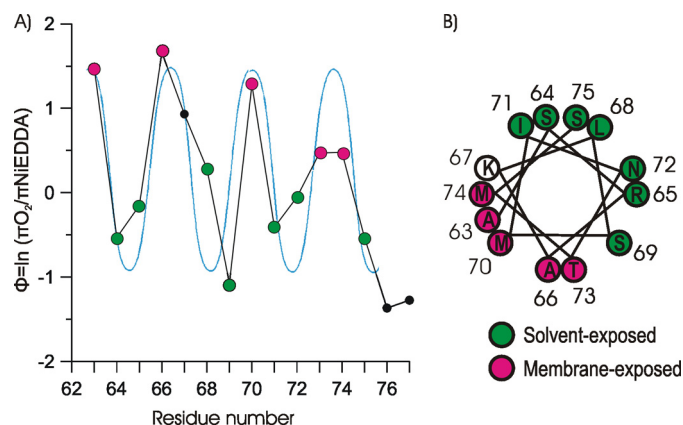 A)
Φ=ln (πO₂/πNiEDDA)
2
1
0
-1
-2
62 64 66 68 70 72 74 76
Residue number
B)
71 64 75 68
67 72
74 65
63
70 69
66 73
I S S L
K N
M R
A
M S
A T
Solvent-exposed
Membrane-exposed